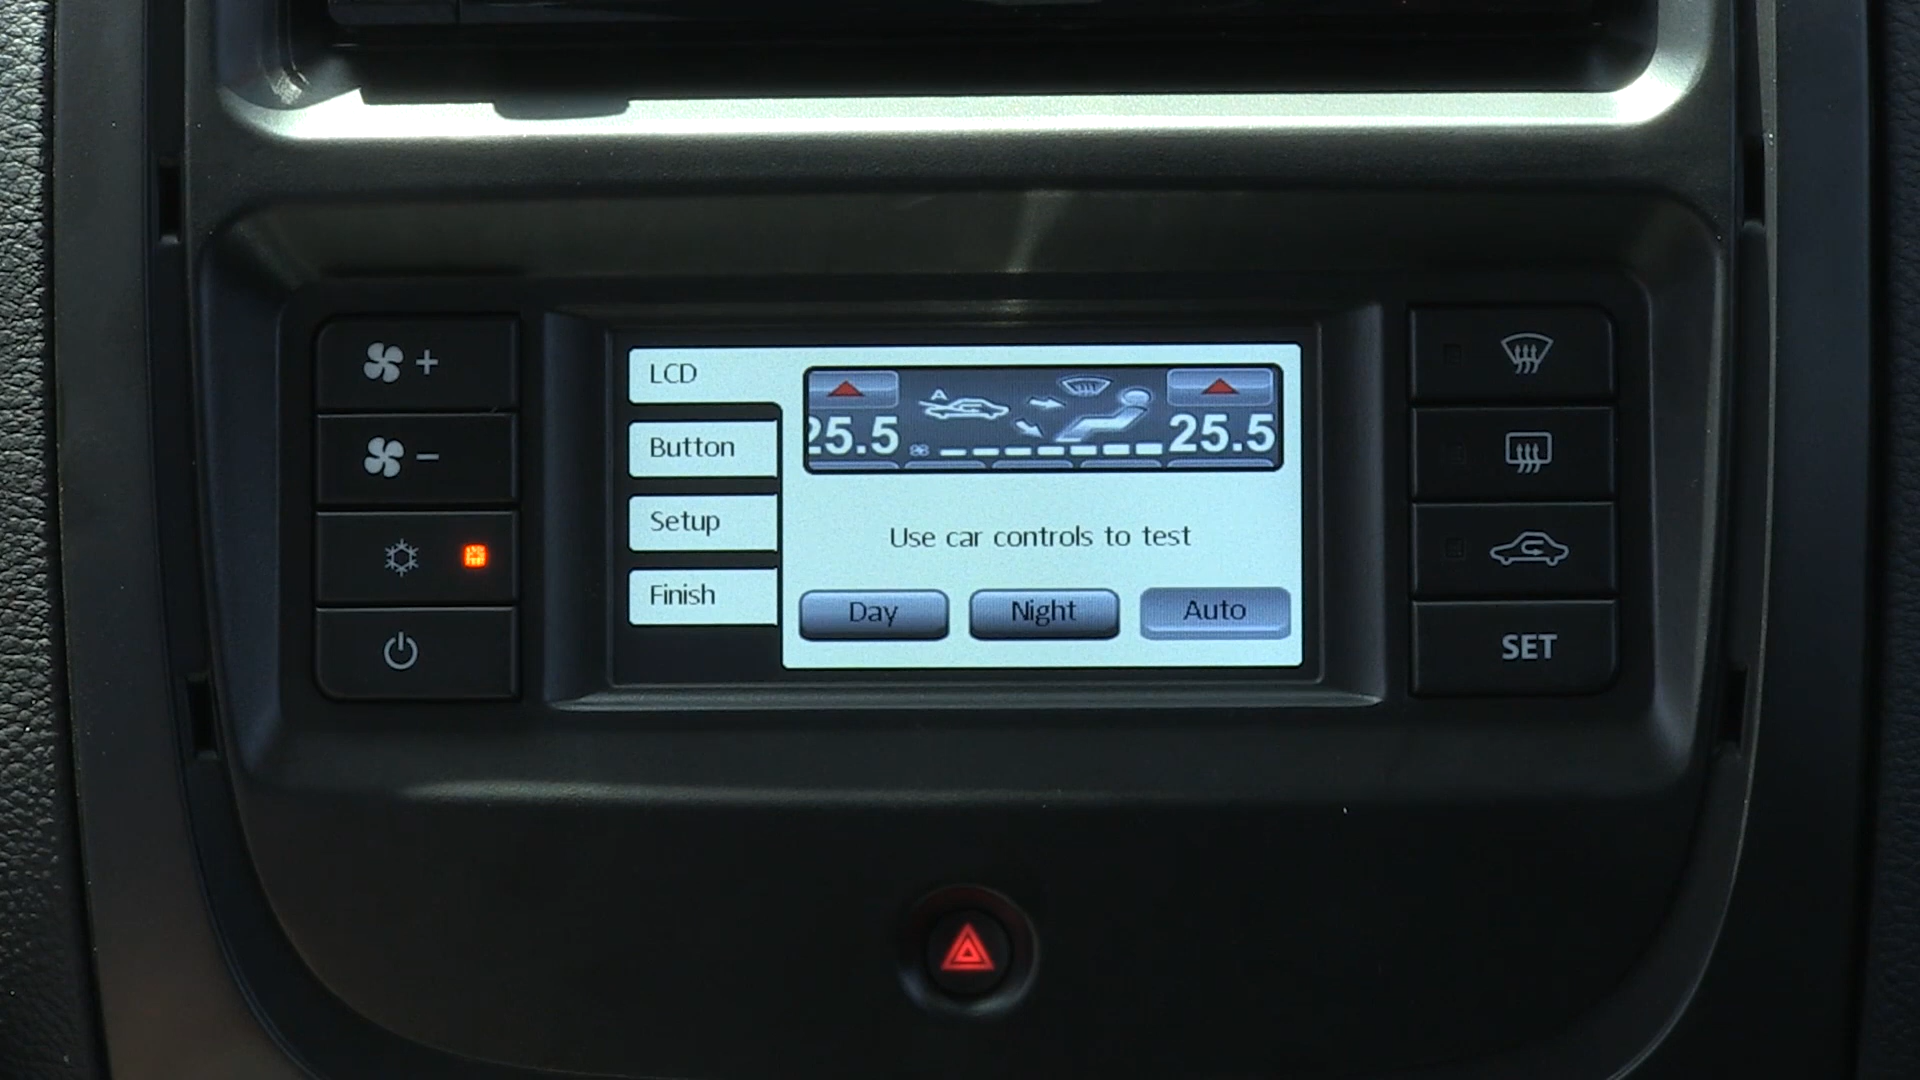 LCD
Button
Setup
Finish
A
25.5
25.5
Use car controls to test
Day
Night
Auto
+
-
SET